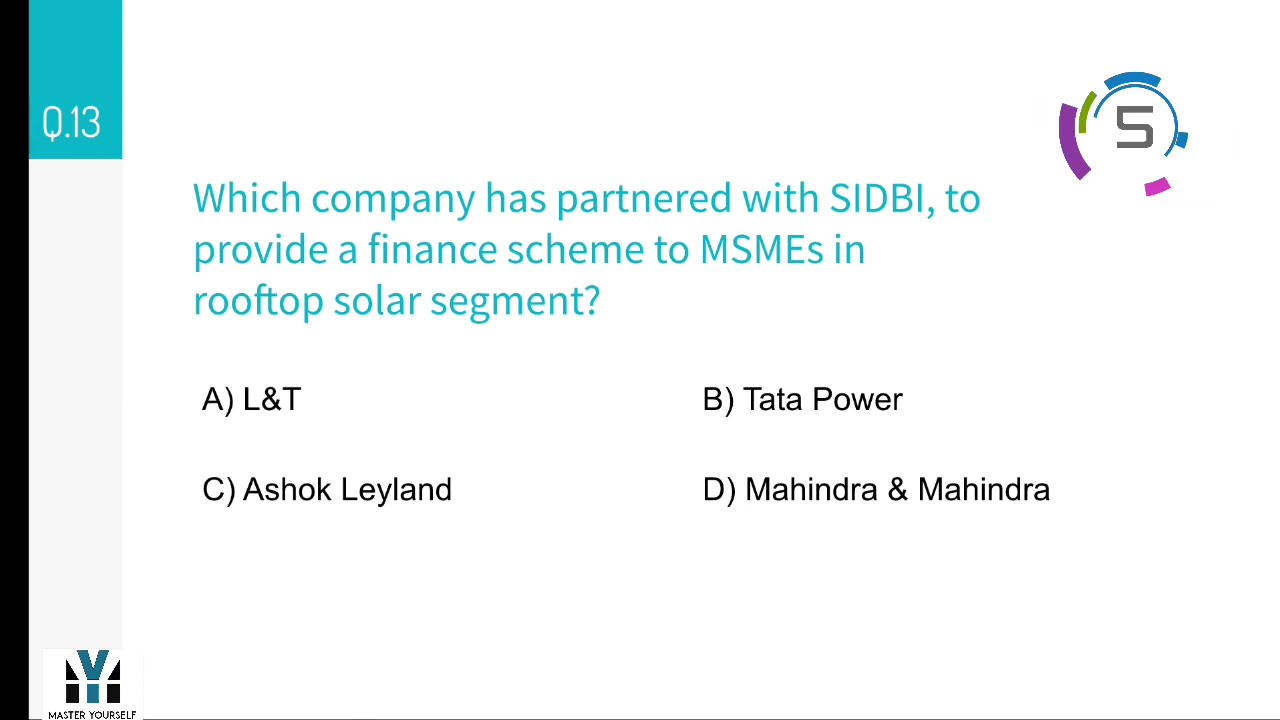 Q.13
5
Which company has partnered with SIDBI, to
provide a finance scheme to MSMEs in
rooftop solar segment?
A) L&T
B) Tata Power
C) Ashok Leyland
D) Mahindra & Mahindra
MASTER YOURSELF